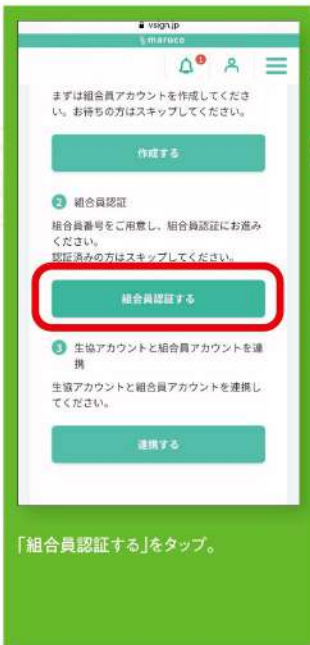 vsign.jp
maruco
1
まずは組合員アカウントを作成してくださ
い。お待ちの方はスキップしてください。
作成する
2 組合員認証
組合員番号をご用意し、組合員認証にお進み
ください。
認証済みの方はスキップしてください。
組合員認証する
3 生協アカウントと組合員アカウントを連
携
生協アカウントと組合員アカウントを連携し
てください。
連携する
「組合員認証する」をタップ。